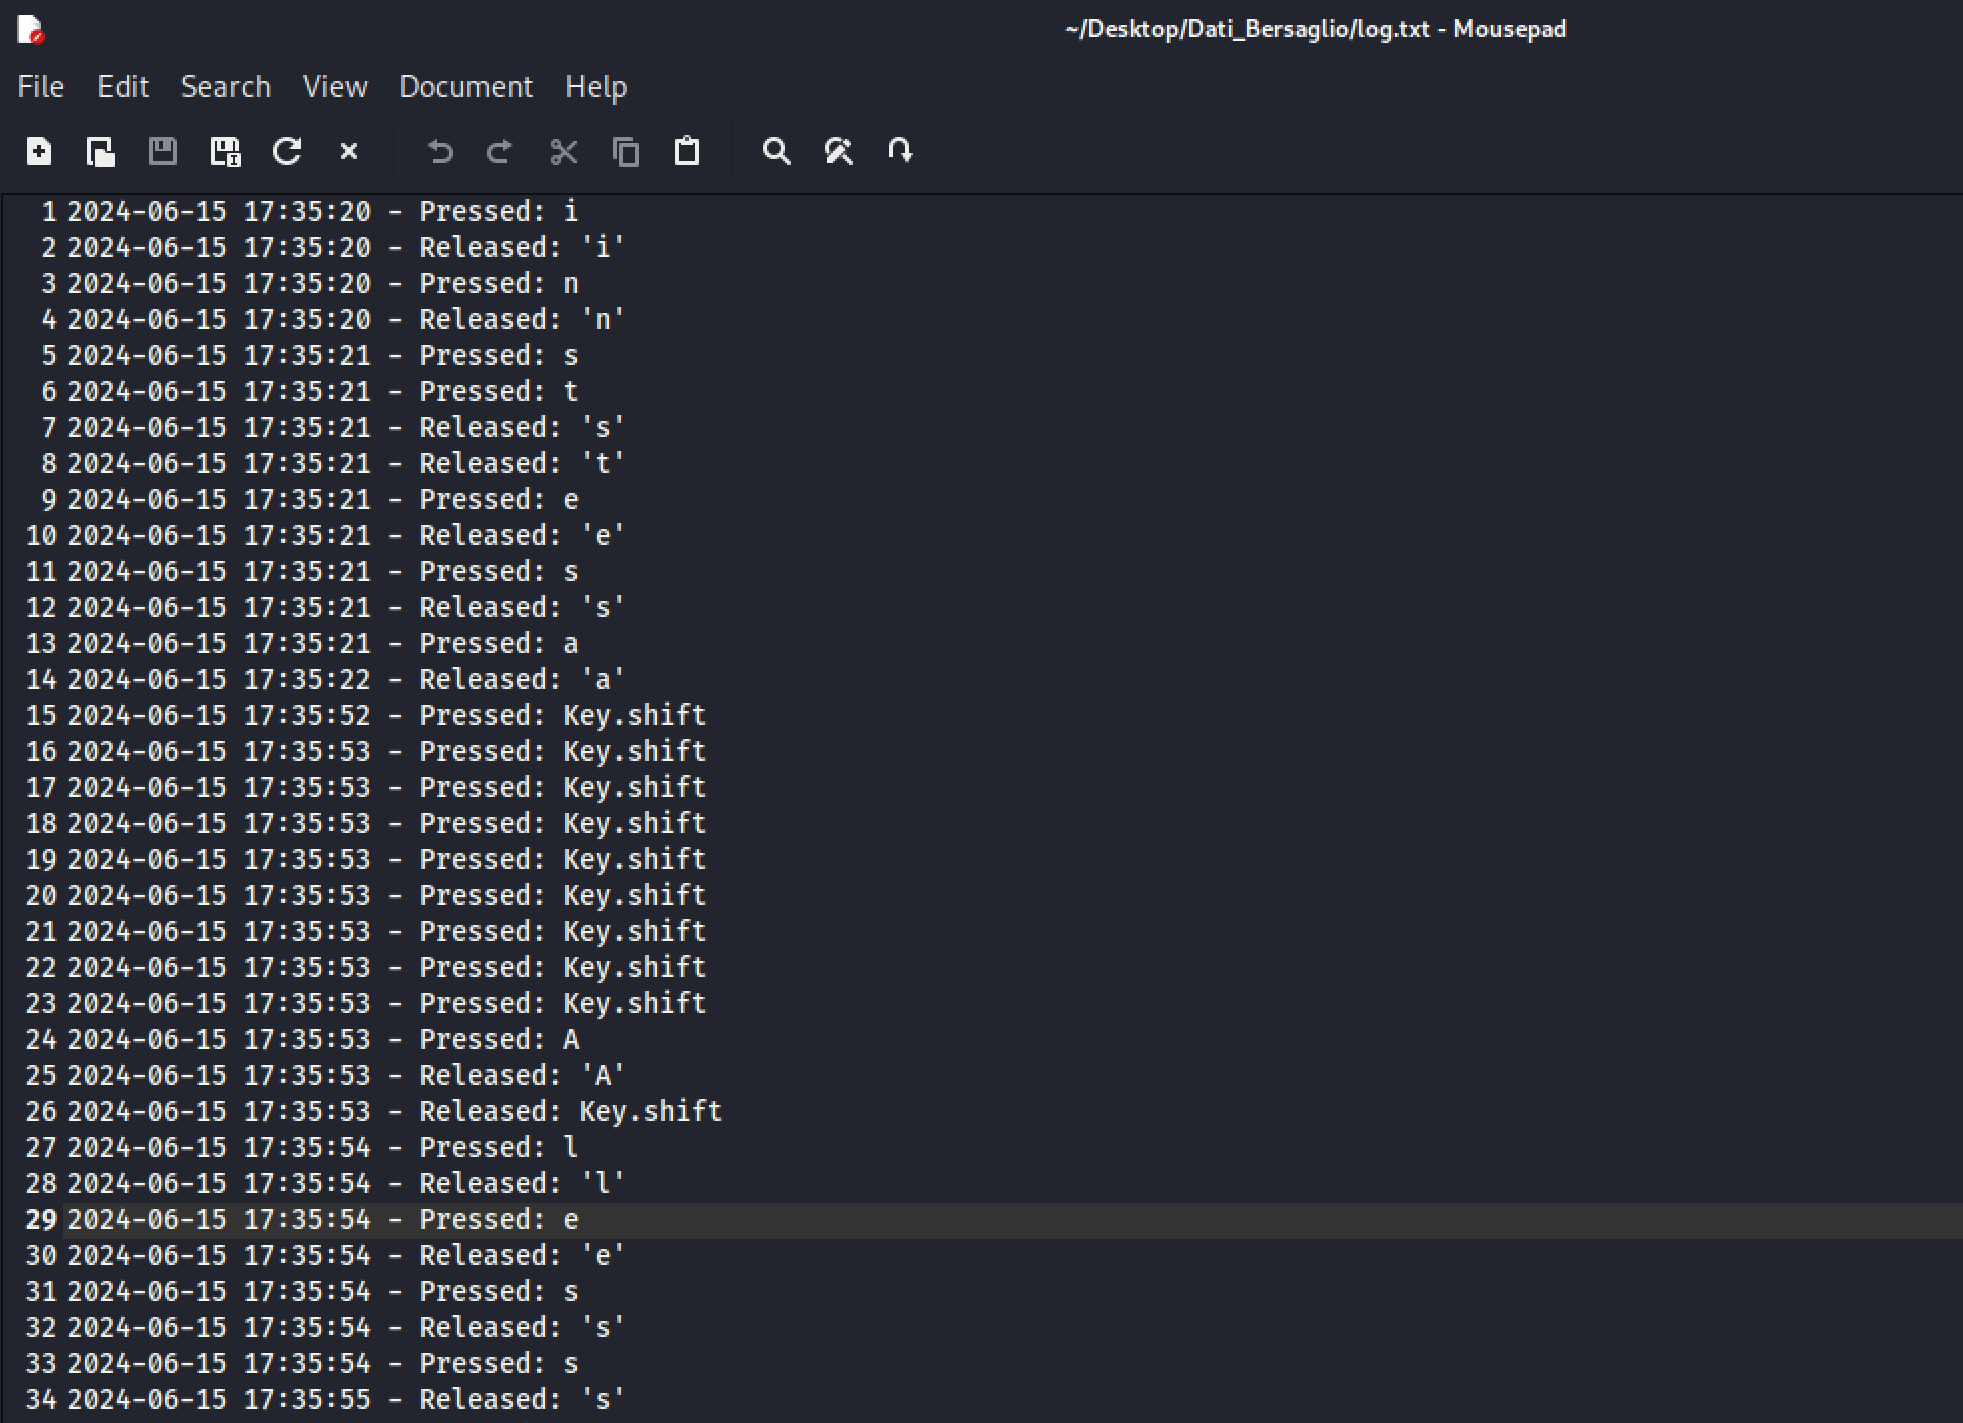 ~/Desktop/Dati_Bersaglio/log.txt - Mousepad
File Edit Search View Document Help
1 2024-06-15 17:35:20 - Pressed: i
2 2024-06-15 17:35:20 - Released: 'i'
3 2024-06-15 17:35:20 - Pressed: n
4 2024-06-15 17:35:20 - Released: 'n'
5 2024-06-15 17:35:21 - Pressed: s
6 2024-06-15 17:35:21 - Pressed: t
7 2024-06-15 17:35:21 - Released: 's'
8 2024-06-15 17:35:21 - Released: 't'
9 2024-06-15 17:35:21 - Pressed: e
10 2024-06-15 17:35:21 - Released: 'e'
11 2024-06-15 17:35:21 - Pressed: s
12 2024-06-15 17:35:21 - Released: 's'
13 2024-06-15 17:35:21 - Pressed: a
14 2024-06-15 17:35:22 - Released: 'a'
15 2024-06-15 17:35:52 - Pressed: Key.shift
16 2024-06-15 17:35:53 - Pressed: Key.shift
17 2024-06-15 17:35:53 - Pressed: Key.shift
18 2024-06-15 17:35:53 - Pressed: Key.shift
19 2024-06-15 17:35:53 - Pressed: Key.shift
20 2024-06-15 17:35:53 - Pressed: Key.shift
21 2024-06-15 17:35:53 - Pressed: Key.shift
22 2024-06-15 17:35:53 - Pressed: Key.shift
23 2024-06-15 17:35:53 - Pressed: Key.shift
24 2024-06-15 17:35:53 - Pressed: A
25 2024-06-15 17:35:53 - Released: 'A'
26 2024-06-15 17:35:53 - Released: Key.shift
27 2024-06-15 17:35:54 - Pressed: l
28 2024-06-15 17:35:54 - Released: 'l'
29 2024-06-15 17:35:54 - Pressed: e
30 2024-06-15 17:35:54 - Released: 'e'
31 2024-06-15 17:35:54 - Pressed: s
32 2024-06-15 17:35:54 - Released: 's'
33 2024-06-15 17:35:54 - Pressed: s
34 2024-06-15 17:35:55 - Released: 's'